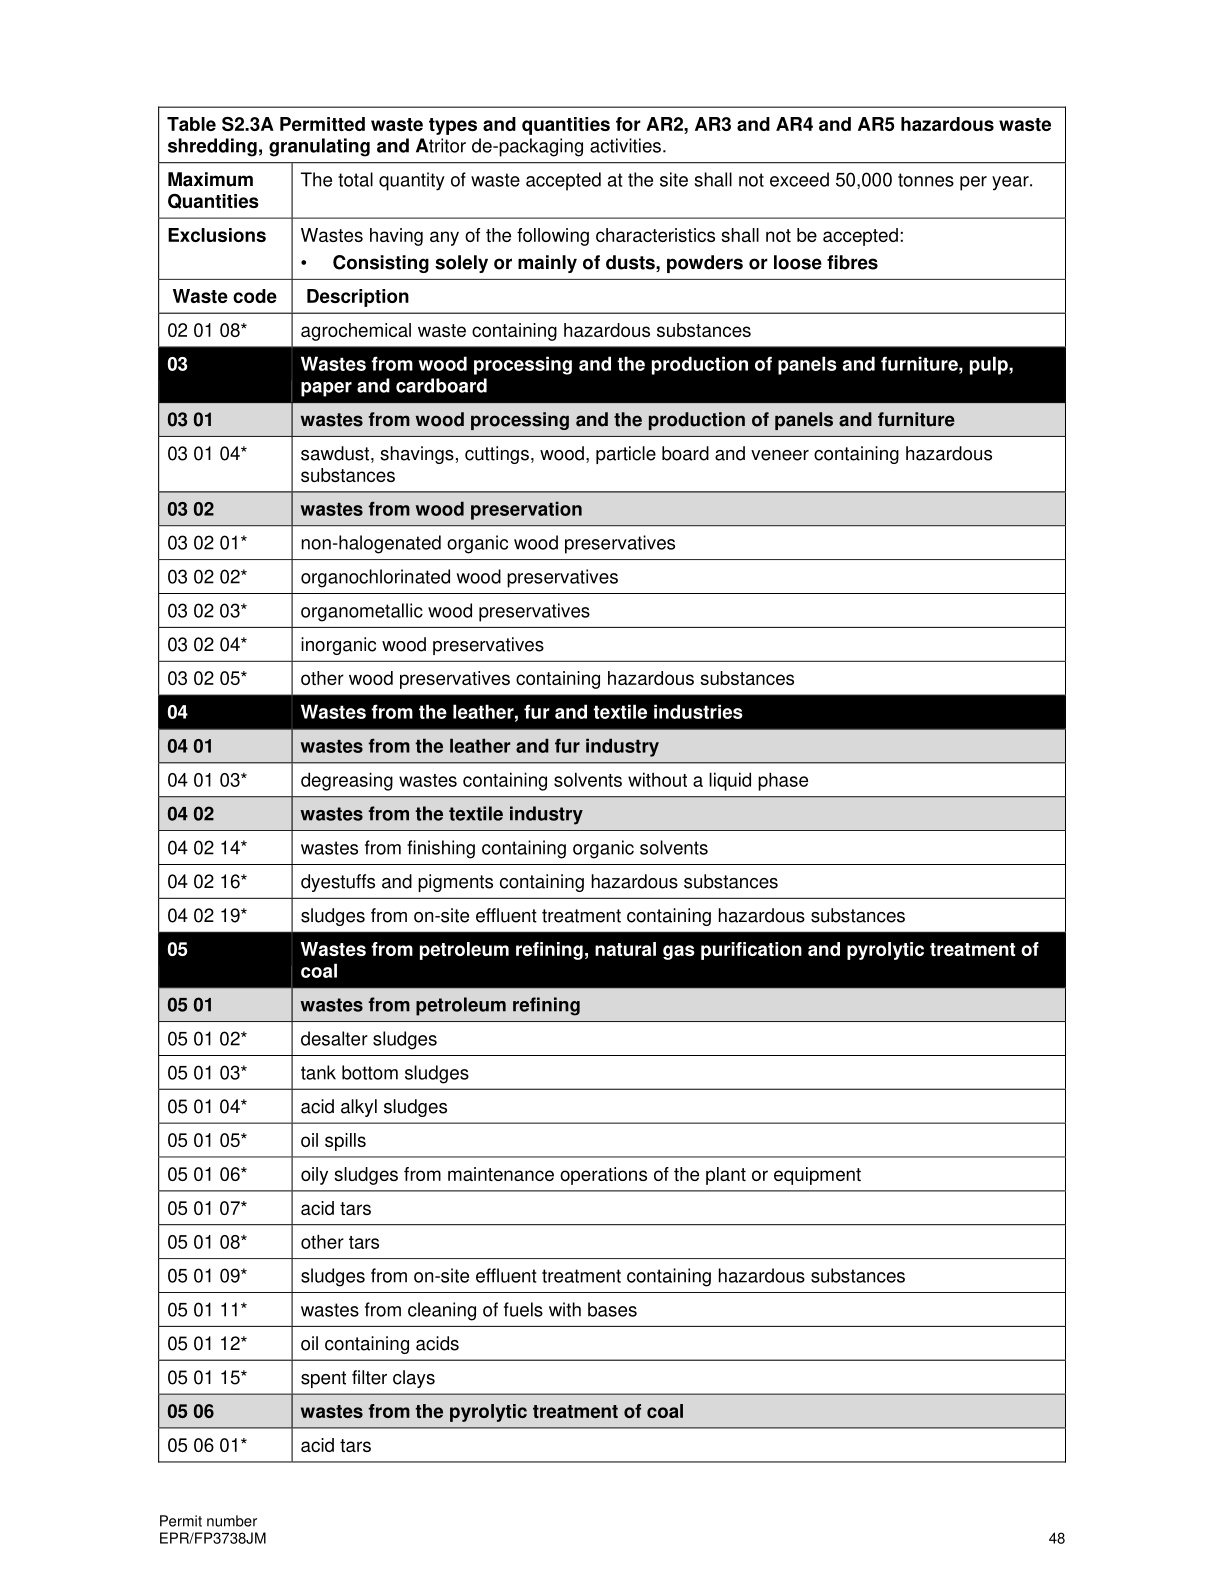 Table S2.3A Permitted waste types and quantities for AR2, AR3 and AR4 and AR5 hazardous waste
shredding, granulating and Atritor de-packaging activities.
Maximum
Quantities
The total quantity of waste accepted at the site shall not exceed 50,000 tonnes per year.
Exclusions
Wastes having any of the following characteristics shall not be accepted:
• Consisting solely or mainly of dusts, powders or loose fibres
Waste code Description
02 01 08* agrochemical waste containing hazardous substances
03 Wastes from wood processing and the production of panels and furniture, pulp,
paper and cardboard
03 01 wastes from wood processing and the production of panels and furniture
03 01 04* sawdust, shavings, cuttings, wood, particle board and veneer containing hazardous
substances
03 02 wastes from wood preservation
03 02 01* non-halogenated organic wood preservatives
03 02 02* organochlorinated wood preservatives
03 02 03* organometallic wood preservatives
03 02 04* inorganic wood preservatives
03 02 05* other wood preservatives containing hazardous substances
04 Wastes from the leather, fur and textile industries
04 01 wastes from the leather and fur industry
04 01 03* degreasing wastes containing solvents without a liquid phase
04 02 wastes from the textile industry
04 02 14* wastes from finishing containing organic solvents
04 02 16* dyestuffs and pigments containing hazardous substances
04 02 19* sludges from on-site effluent treatment containing hazardous substances
05 Wastes from petroleum refining, natural gas purification and pyrolytic treatment of
coal
05 01 wastes from petroleum refining
05 01 02* desalter sludges
05 01 03* tank bottom sludges
05 01 04* acid alkyl sludges
05 01 05* oil spills
05 01 06* oily sludges from maintenance operations of the plant or equipment
05 01 07* acid tars
05 01 08* other tars
05 01 09* sludges from on-site effluent treatment containing hazardous substances
05 01 11* wastes from cleaning of fuels with bases
05 01 12* oil containing acids
05 01 15* spent filter clays
05 06 wastes from the pyrolytic treatment of coal
05 06 01* acid tars
Permit number
EPR/FP3738JM 48